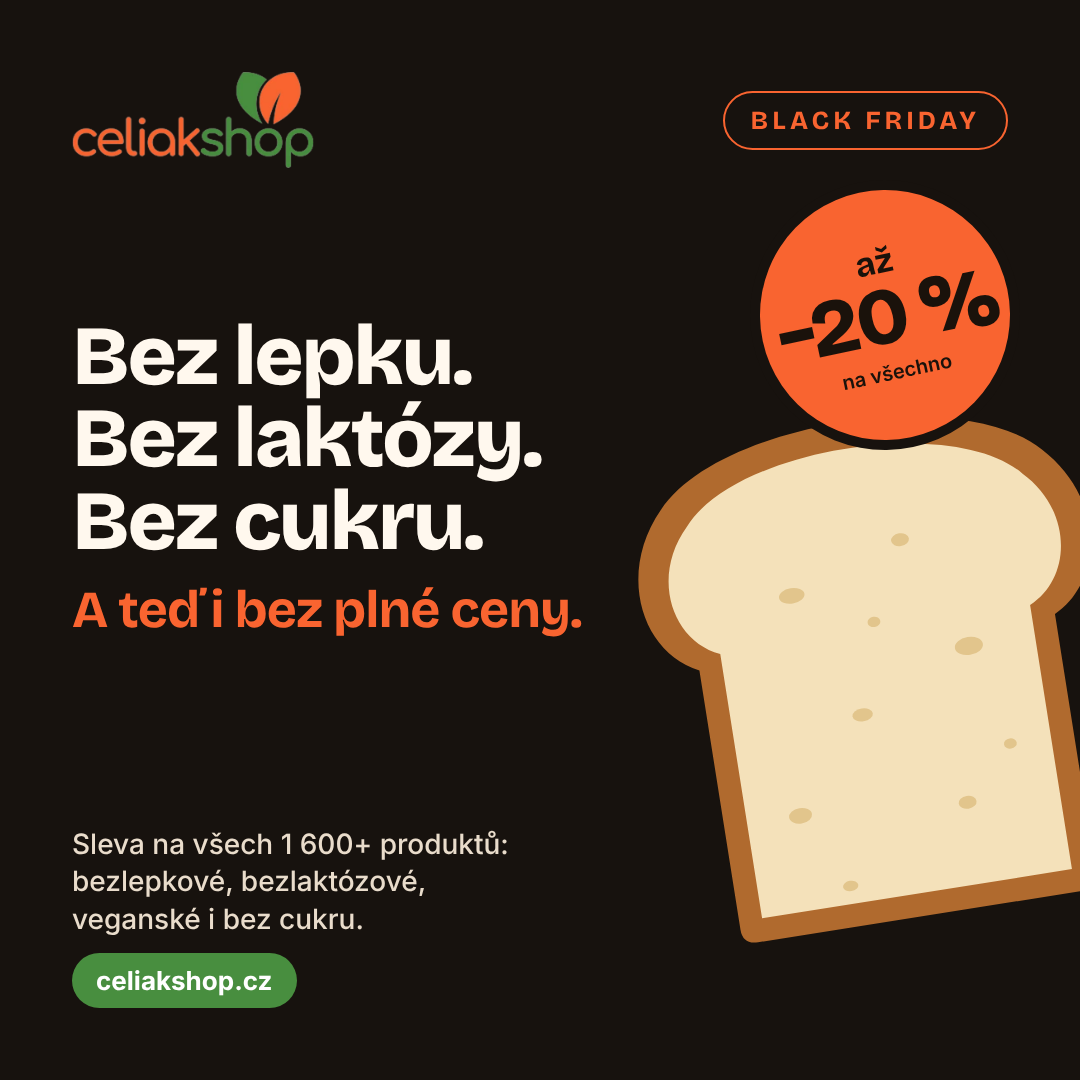 celiakshop
BLACK FRIDAY
až
–20 %
na všechno
Bez lepku.
Bez laktózy.
Bez cukru.
A teď i bez plné ceny.
Sleva na všech 1 600+ produktů:
bezlepkové, bezlaktózové,
veganské i bez cukru.
celiakshop.cz